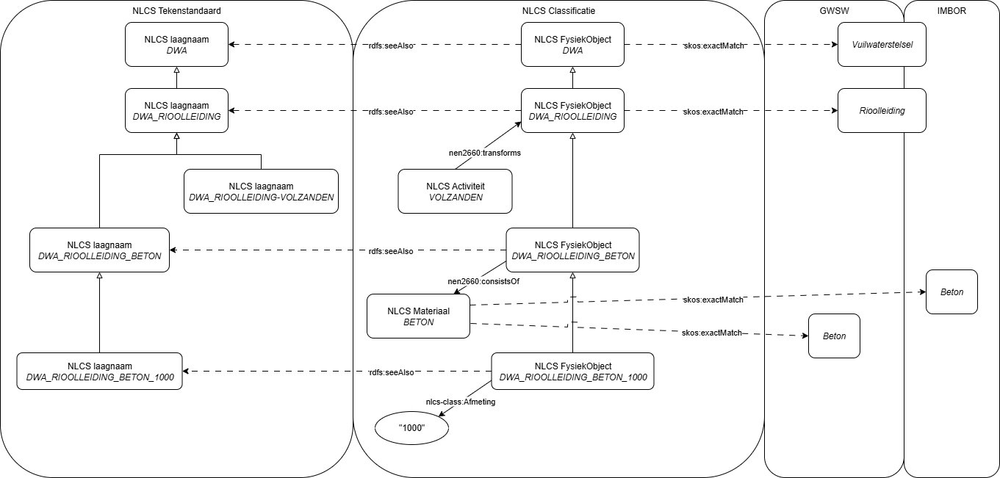 NLCS Tekenstandaard
NLCS Classificatie
GWSW
IMBOR
NLCS laagnaam
DWA
rdfs:seeAlso
NLCS FysiekObject
DWA
skos:exactMatch
Vuilwaterstelsel
NLCS laagnaam
DWA_RIOOLLEIDING
rdfs:seeAlso
NLCS FysiekObject
DWA_RIOOLLEIDING
skos:exactMatch
Rioolleiding
nen2660:transforms
NLCS laagnaam
DWA_RIOOLLEIDING-VOLZANDEN
NLCS Activiteit
VOLZANDEN
NLCS laagnaam
DWA_RIOOLLEIDING_BETON
rdfs:seeAlso
NLCS FysiekObject
DWA_RIOOLLEIDING_BETON
nen2660:consistsOf
NLCS Materiaal
BETON
skos:exactMatch
Beton
skos:exactMatch
Beton
NLCS laagnaam
DWA_RIOOLLEIDING_BETON_1000
rdfs:seeAlso
NLCS FysiekObject
DWA_RIOOLLEIDING_BETON_1000
nlcs-class:Afmeting
"1000"